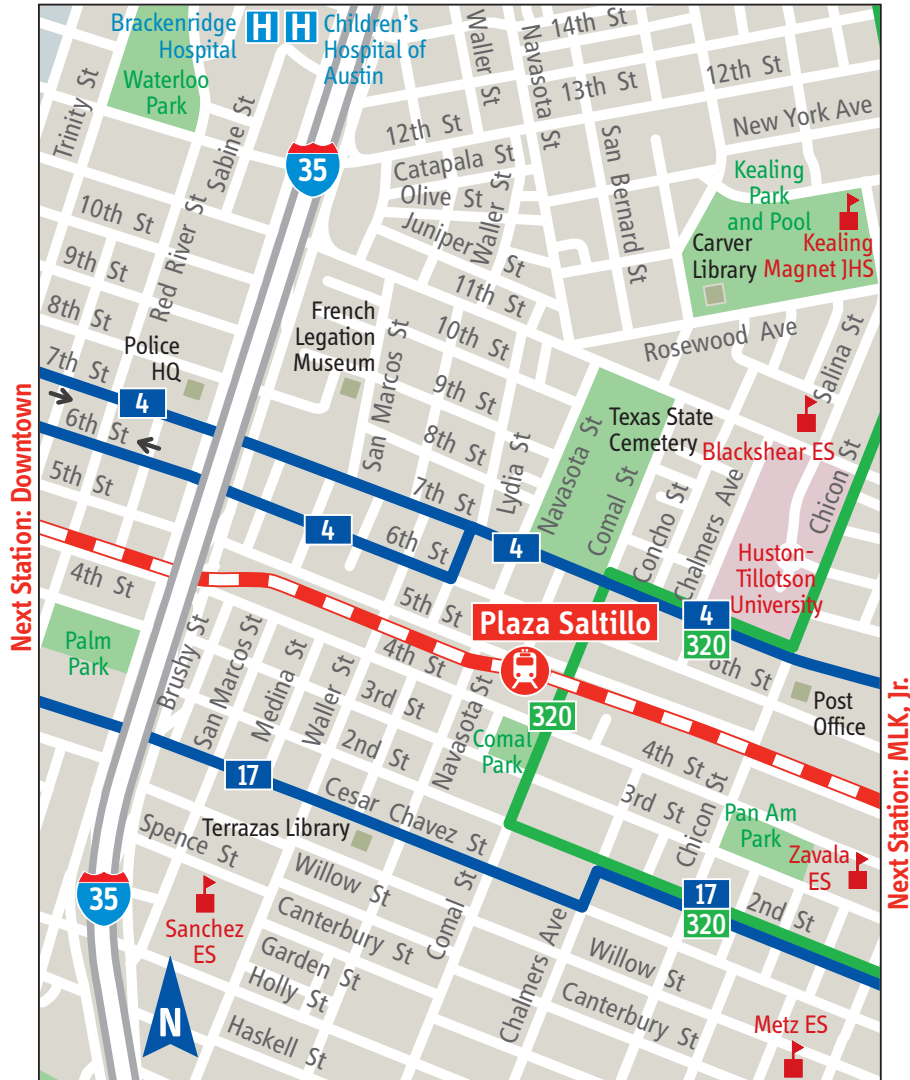 Brackenridge
Hospital
H H
Children's
Hospital of
Austin
Waterloo
Park
Trinity St
Sabine St
Red River St
Waller St
Navasota St
14th St
13th St
12th St
12th St
New York Ave
35
Catapala St
Olive St
Juniper St
Waller St
San Bernard St
Kealing
Park
and Pool
Carver
Library
Kealing
Magnet JHS
10th St
9th St
8th St
7th St
11th St
10th St
9th St
8th St
7th St
French
Legation
Museum
San Marcos St
Rosewood Ave
Salina St
Police
HQ
4
6th St
5th St
Lydia St
Navasota St
Texas State
Cemetery
Comal St
Blackshear ES
Concho St
Chalmers Ave
Chicon St
Huston-
Tillotson
University
Next Station: Downtown
4
6th St
4
4th St
5th St
Plaza Saltillo
4
320
6th St
Palm
Park
Brushy St
San Marcos St
Medina St
Waller St
4th St
3rd St
2nd St
Navasota St
320
Comal
Park
Post
Office
4th St
3rd St
Chicon St
Pan Am
Park
Zavala
ES
Next Station: MLK, Jr.
17
Cesar Chavez St
Terrazas Library
Spence St
Willow St
Canterbury St
Garden St
Holly St
Haskell St
Comal St
Chalmers Ave
17
320
2nd St
Willow St
Canterbury St
35
Sanchez
ES
N
Metz ES